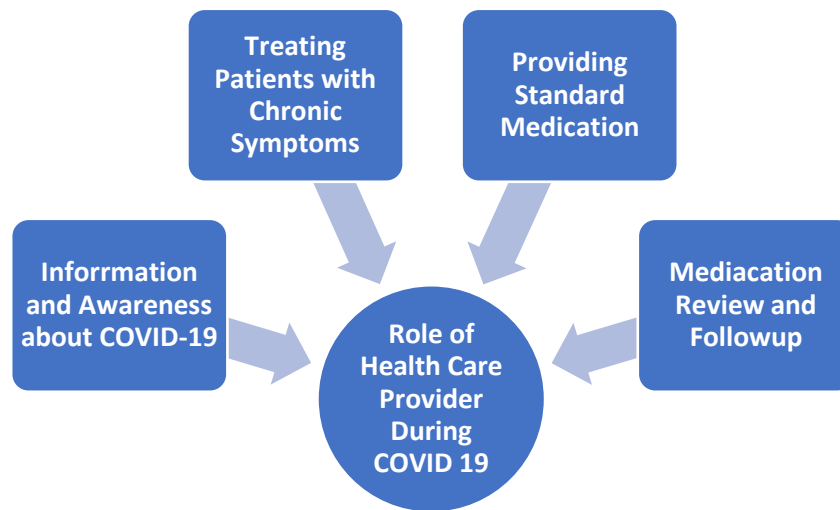 Treating
Patients with
Chronic
Symptoms
Providing
Standard
Medication
Inforrmation
and Awareness
about COVID-19
Mediacation
Review and
Followup
Role of
Health Care
Provider
During
COVID 19